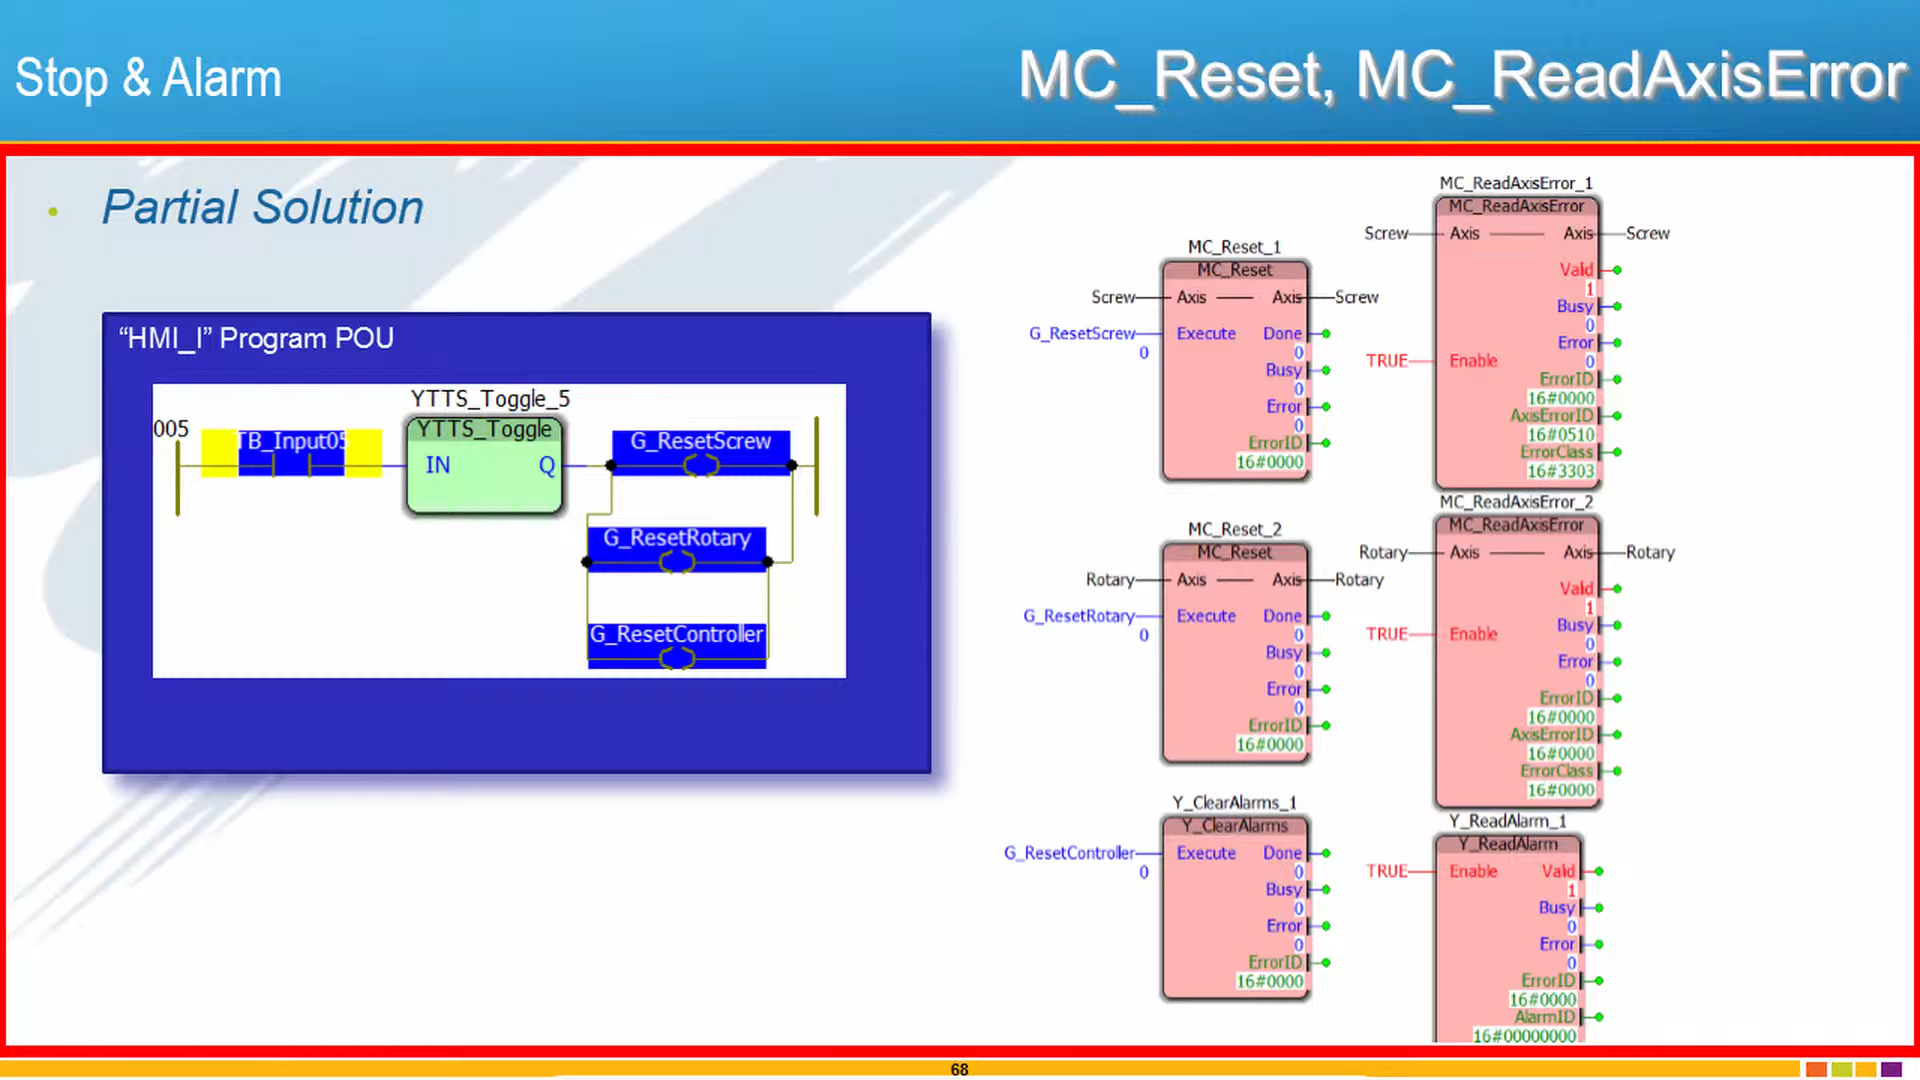 Stop & Alarm
MC_Reset, MC_ReadAxisError
• Partial Solution
“HMI_I” Program POU
005
TB_Input05
YTTS_Toggle_5
YTTS_Toggle
IN Q
G_ResetScrew
G_ResetRotary
G_ResetController
MC_Reset_1
MC_Reset
Screw Axis Axis Screw
G_ResetScrew Execute Done
0 0
Busy
0
Error
0
ErrorID
16#0000
MC_ReadAxisError_1
MC_ReadAxisError
Screw Axis Axis Screw
Valid
1
Busy
0
Error
0
TRUE Enable
ErrorID
16#0000
AxisErrorID
16#0510
ErrorClass
16#3303
MC_Reset_2
MC_Reset
Rotary Axis Axis Rotary
G_ResetRotary Execute Done
0 0
Busy
0
Error
0
ErrorID
16#0000
MC_ReadAxisError_2
MC_ReadAxisError
Rotary Axis Axis Rotary
Valid
1
Busy
TRUE Enable
0
Error
0
ErrorID
16#0000
AxisErrorID
16#0000
ErrorClass
16#0000
Y_ClearAlarms_1
Y_ClearAlarms
G_ResetController Execute Done
0 0
Busy
0
Error
0
ErrorID
16#0000
Y_ReadAlarm_1
Y_ReadAlarm
TRUE Enable Valid
1
Busy
0
Error
0
ErrorID
16#0000
AlarmID
16#00000000
68